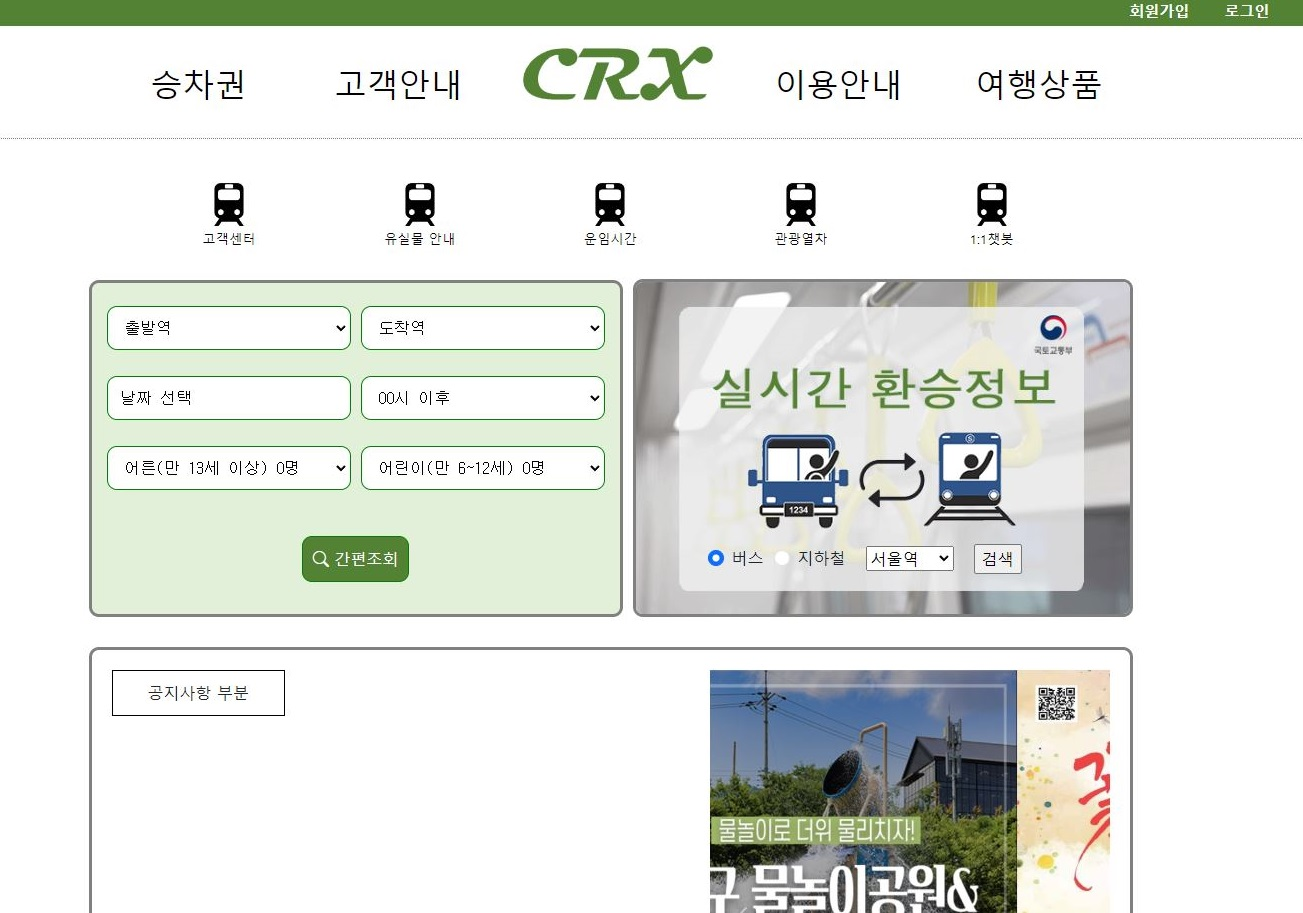 회원가입 로그인
승차권 고객안내 CRX 이용안내 여행상품
고객센터 유실물 안내 운임시간 관광열차 1:1챗봇
출발역 도착역
날짜 선택 00시 이후
어른(만 13세 이상) 0명 어린이(만 6~12세) 0명
간편조회
국토교통부
실시간 환승정보
S
1234
버스 지하철 서울역 검색
공지사항 부분
물놀이로 더위 물리치자!
구 물놀이공원&
꽃